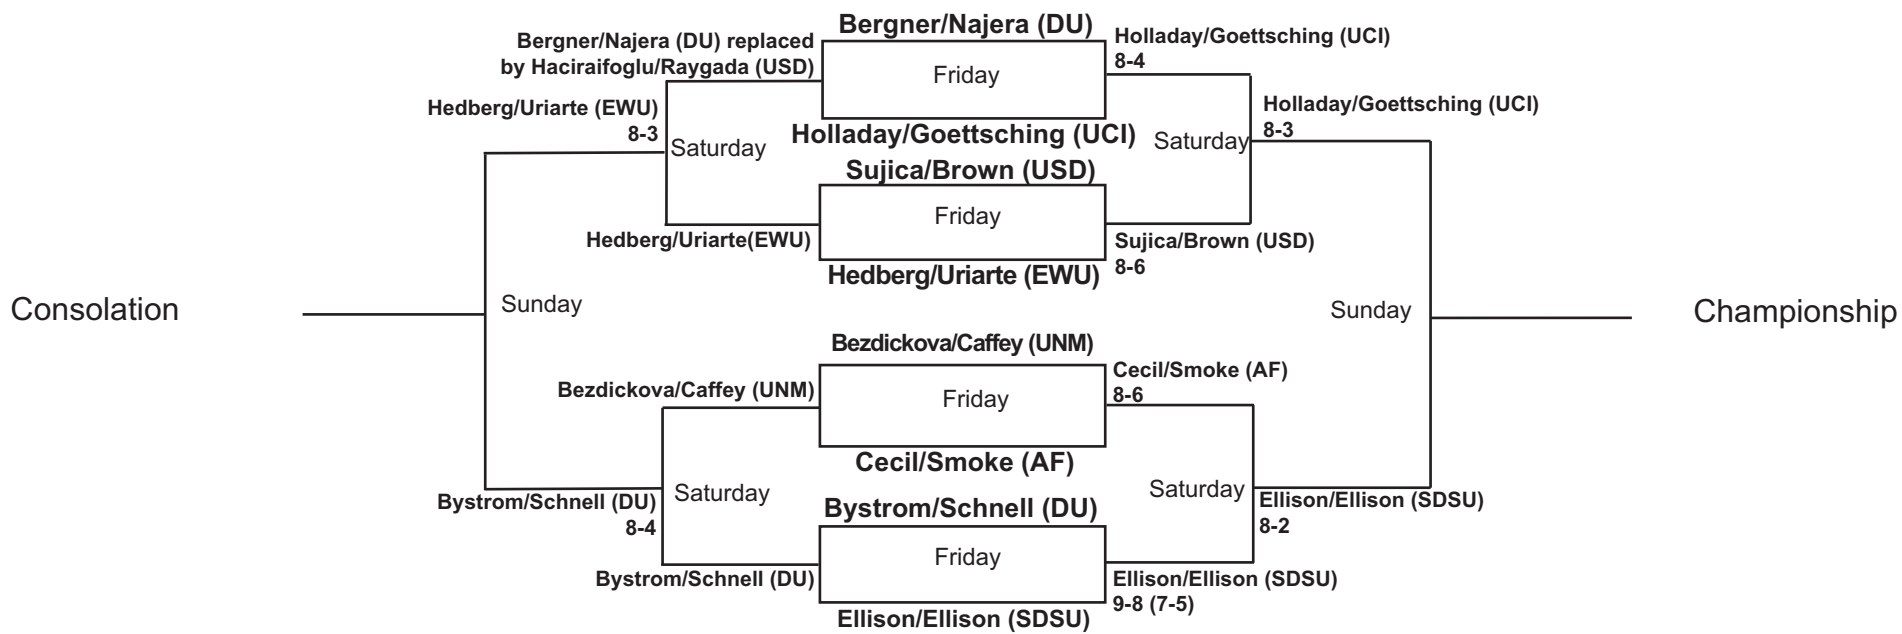 Bergner/Najera (DU)
Bergner/Najera (DU) replaced
by Haciraifoglu/Raygada (USD)
Holladay/Goettsching (UCI)
8-4
Friday
Hedberg/Uriarte (EWU)
8-3
Holladay/Goettsching (UCI)
8-3
Saturday
Holladay/Goettsching (UCI)
Saturday
Sujica/Brown (USD)
Friday
Hedberg/Uriarte(EWU)
Sujica/Brown (USD)
8-6
Hedberg/Uriarte (EWU)
Consolation
Sunday
Sunday
Championship
Bezdickova/Caffey (UNM)
Bezdickova/Caffey (UNM)
Cecil/Smoke (AF)
8-6
Friday
Cecil/Smoke (AF)
Bystrom/Schnell (DU)
8-4
Saturday
Saturday
Ellison/Ellison (SDSU)
8-2
Bystrom/Schnell (DU)
Friday
Bystrom/Schnell (DU)
Ellison/Ellison (SDSU)
9-8 (7-5)
Ellison/Ellison (SDSU)